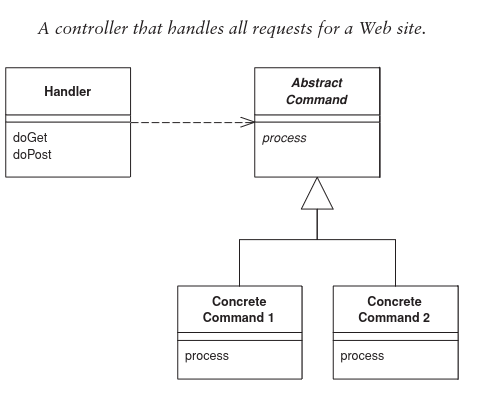 A controller that handles all requests for a Web site.
Handler
doGet
doPost
Abstract
Command
process
Concrete
Command 1
process
Concrete
Command 2
process